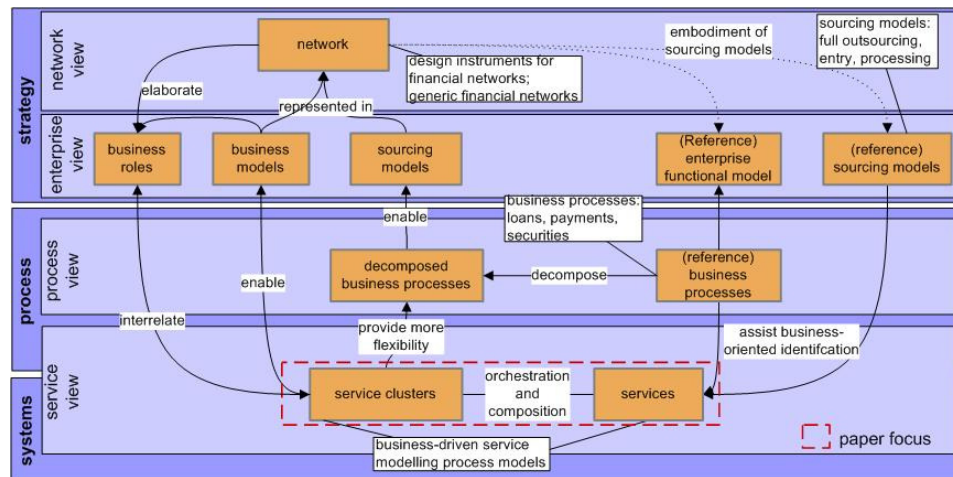 strategy
network
view
network
embodiment of
sourcing models
sourcing models:
full outsourcing,
entry, processing
design instruments for
financial networks;
generic financial networks
elaborate
represented in
enterprise
view
business
roles
business
models
sourcing
models
(Reference)
enterprise
functional model
(reference)
sourcing models
business processes:
loans, payments,
securities
enable
process
process
view
decomposed
business processes
decompose
(reference)
business
processes
enable
interrelate
provide more
flexibility
assist business-
oriented identifcation
systems
service
view
service clusters
orchestration
and
composition
services
business-driven service
modelling process models
paper focus